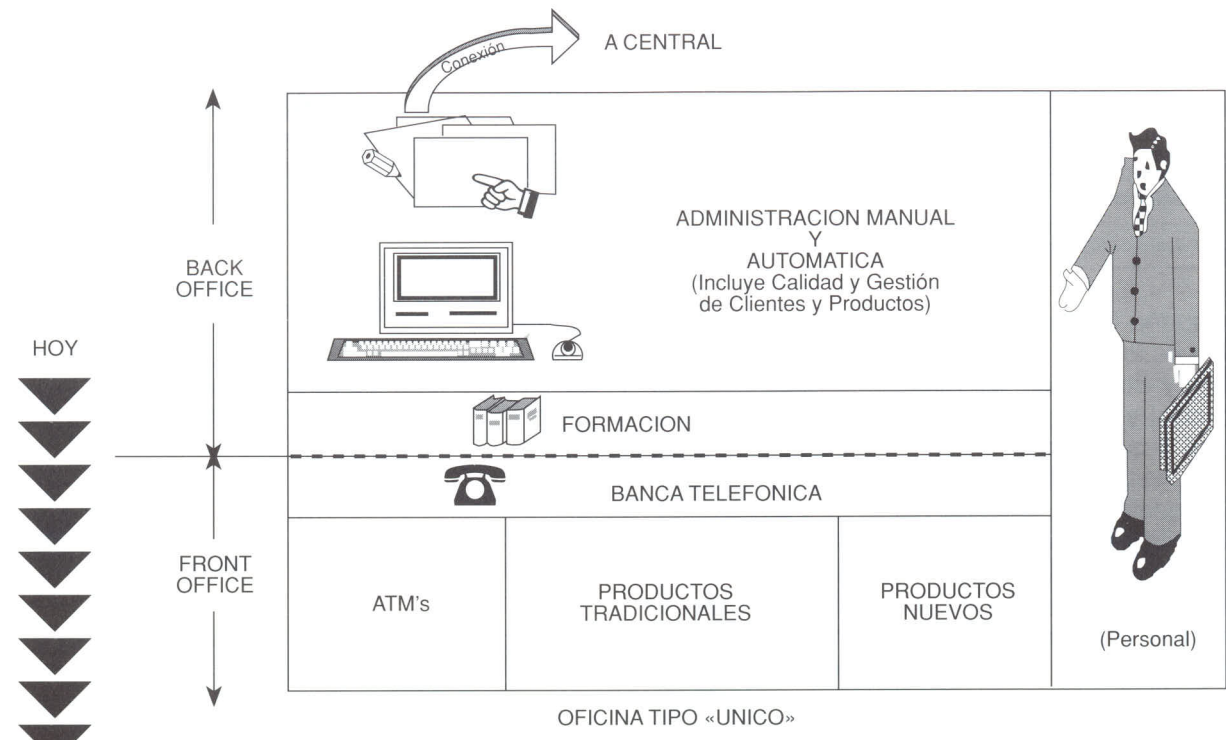 Conexión
A CENTRAL
ADMINISTRACION MANUAL
Y
AUTOMATICA
(Incluye Calidad y Gestión
de Clientes y Productos)
BACK
OFFICE
HOY
FORMACION
BANCA TELEFONICA
FRONT
OFFICE
ATM's
PRODUCTOS
TRADICIONALES
PRODUCTOS
NUEVOS
(Personal)
OFICINA TIPO «UNICO»